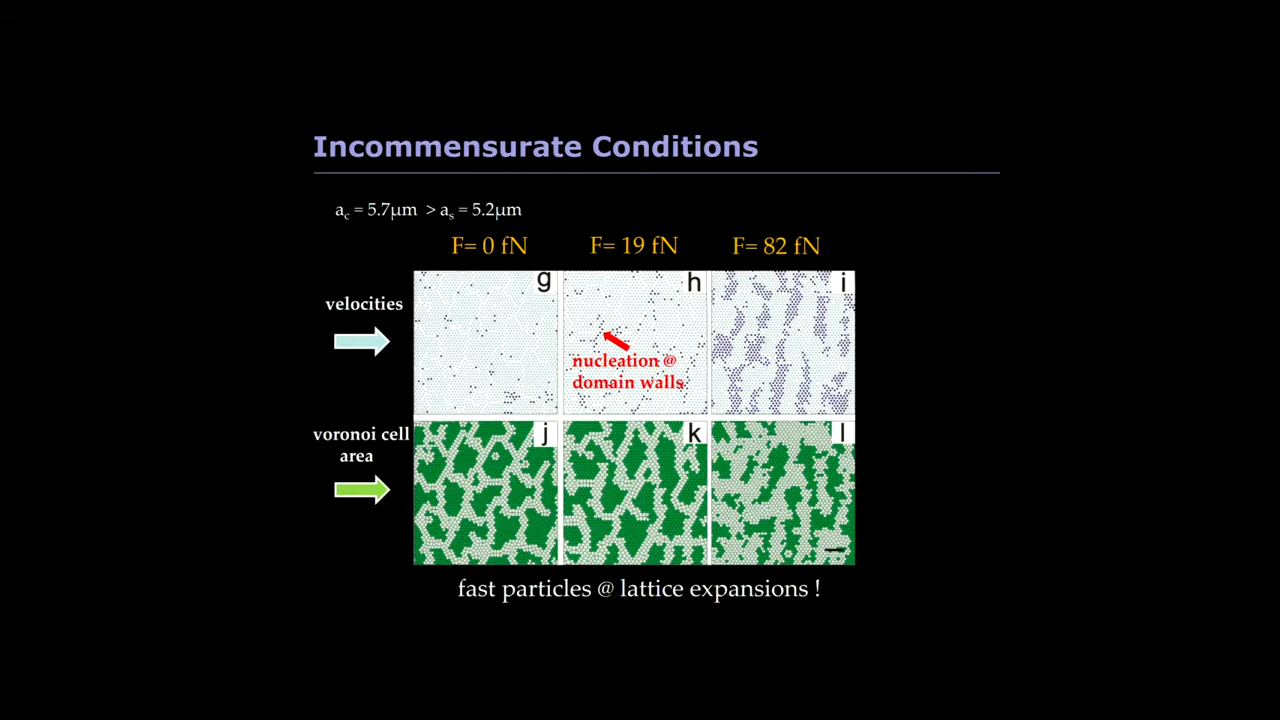 Incommensurate Conditions
ac = 5.7μm > as = 5.2μm
F= 0 fN F= 19 fN F= 82 fN
g h i
velocities
nucleation @
domain walls
j k l
voronoi cell
area
fast particles @ lattice expansions !